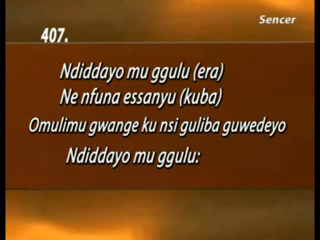 Sencer
407.
Ndiddayo mu ggulu (era)
Ne nfuna essanyu (kuba)
Omulimu gwange ku nsi guliba guwedeyo
Ndiddayo mu ggulu: